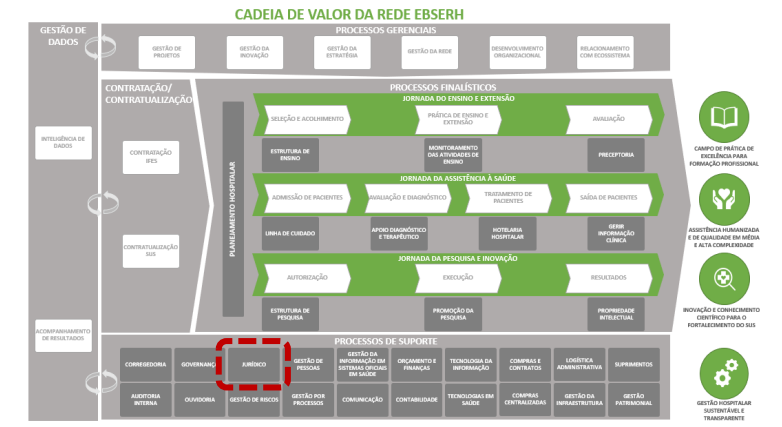 CADEIA DE VALOR DA REDE EBSERH
GESTÃO DE
DADOS
INTELIGÊNCIA DE
DADOS
ACOMPANHAMENTO
DE RESULTADOS
PROCESSOS GERENCIAIS
GESTÃO DE
PROJETOS
GESTÃO DA
INOVAÇÃO
GESTÃO DA
ESTRATÉGIA
GESTÃO DA REDE
DESENVOLVIMENTO
ORGANIZACIONAL
RELACIONAMENTO
COM ECOSSISTEMA
CONTRATAÇÃO/
CONTRATUALIZAÇÃO
CONTRATAÇÃO
IFES
CONTRATUALIZAÇÃO
SUS
PROCESSOS FINALÍSTICOS
PLANEJAMENTO HOSPITALAR
JORNADA DO ENSINO E EXTENSÃO
SELEÇÃO E ACOLHIMENTO
PRÁTICA DE ENSINO E
EXTENSÃO
AVALIAÇÃO
ESTRUTURA DE
ENSINO
MONITORAMENTO
DAS ATIVIDADES DE
ENSINO
PRECEPTORIA
JORNADA DA ASSISTÊNCIA À SAÚDE
ADMISSÃO DE PACIENTES
AVALIAÇÃO E DIAGNÓSTICO
TRATAMENTO DE
PACIENTES
SAÍDA DE PACIENTES
LINHA DE CUIDADO
APOIO DIAGNÓSTICO
E TERAPÊUTICO
HOTELARIA
HOSPITALAR
GERIR
INFORMAÇÃO
CLÍNICA
JORNADA DA PESQUISA E INOVAÇÃO
AUTORIZAÇÃO
EXECUÇÃO
RESULTADOS
ESTRUTURA DE
PESQUISA
PROMOÇÃO DA
PESQUISA
PROPRIEDADE
INTELECTUAL
PROCESSOS DE SUPORTE
CORREGEDORIA
GOVERNANÇA
JURÍDICO
GESTÃO DE
PESSOAS
GESTÃO DA
INFORMAÇÃO EM
SISTEMAS OFICIAIS
EM SAÚDE
ORÇAMENTO E
FINANÇAS
TECNOLOGIA DA
INFORMAÇÃO
COMPRAS E
CONTRATOS
LOGÍSTICA
ADMINISTRATIVA
SUPRIMENTOS
AUDITORIA
INTERNA
OUVIDORIA
GESTÃO DE RISCOS
GESTÃO POR
PROCESSOS
COMUNICAÇÃO
CONTABILIDADE
TECNOLOGIAS EM
SAÚDE
COMPRAS
CENTRALIZADAS
GESTÃO DA
INFRAESTRUTURA
GESTÃO
PATRIMONIAL
CAMPO DE PRÁTICA DE
EXCELÊNCIA PARA
FORMAÇÃO PROFISSIONAL
ASSISTÊNCIA HUMANIZADA
E DE QUALIDADE EM MÉDIA
E ALTA COMPLEXIDADE
INOVAÇÃO E CONHECIMENTO
CIENTÍFICO PARA O
FORTALECIMENTO DO SUS
GESTÃO HOSPITALAR
SUSTENTÁVEL E
TRANSPARENTE